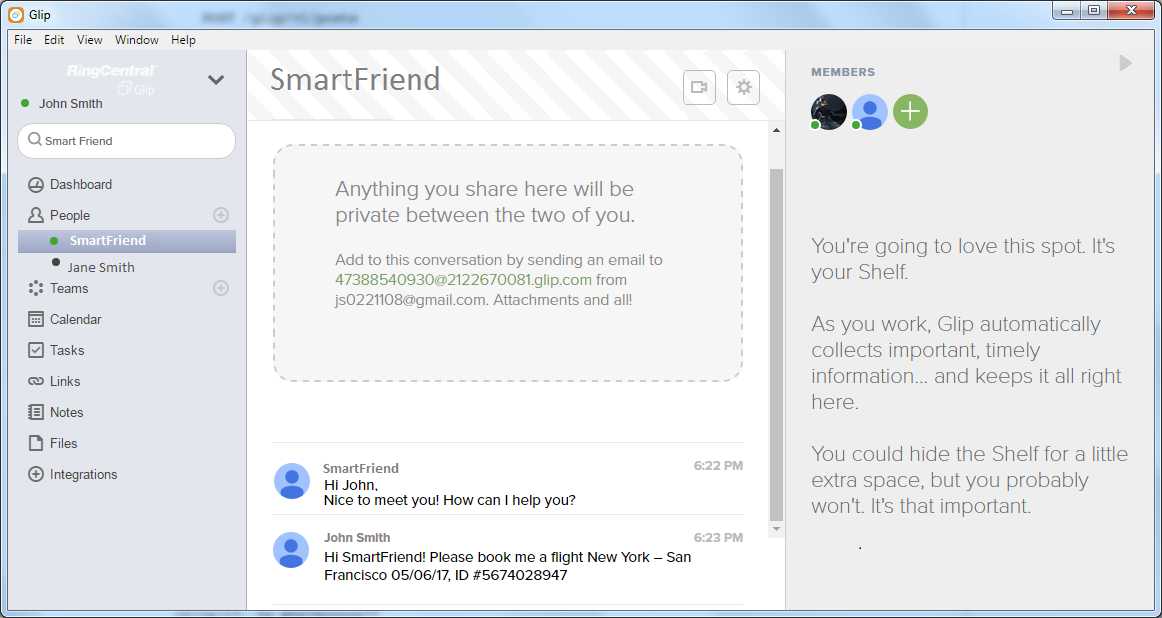 Glip
File Edit View Window Help
RingCentral
Glip
John Smith
Smart Friend
Dashboard
People
SmartFriend
Jane Smith
Teams
Calendar
Tasks
Links
Notes
Files
Integrations
SmartFriend
Anything you share here will be
private between the two of you.
Add to this conversation by sending an email to
47388540930@2122670081.glip.com from
js0221108@gmail.com. Attachments and all!
SmartFriend 6:22 PM
Hi John,
Nice to meet you! How can I help you?
John Smith 6:23 PM
Hi SmartFriend! Please book me a flight New York – San
Francisco 05/06/17, ID #5674028947
MEMBERS
You're going to love this spot. It's
your Shelf.
As you work, Glip automatically
collects important, timely
information... and keeps it all right
here.
You could hide the Shelf for a little
extra space, but you probably
won't. It's that important.
.